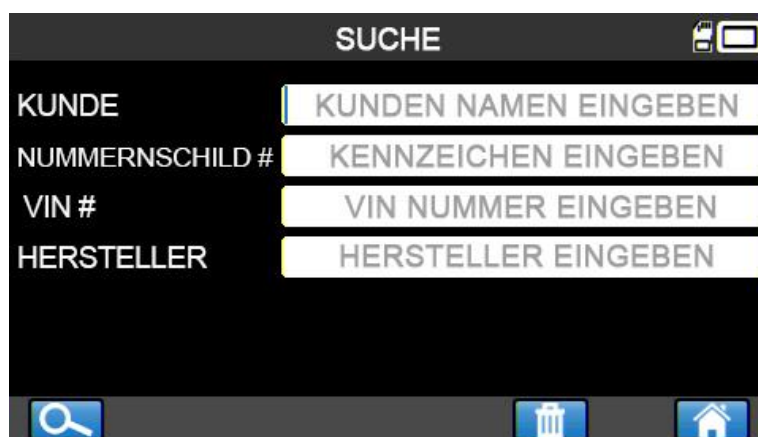 SUCHE
KUNDE KUNDEN NAMEN EINGEBEN
NUMMERNSCHILD # KENNZEICHEN EINGEBEN
VIN # VIN NUMMER EINGEBEN
HERSTELLER HERSTELLER EINGEBEN